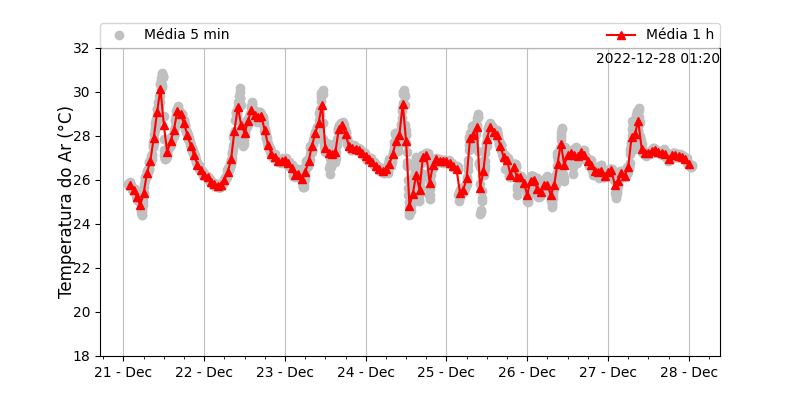 Média 5 min
Média 1 h
2022-12-28 01:20
Temperatura do Ar (°C)
32
30
28
26
24
22
20
18
21 - Dec
22 - Dec
23 - Dec
24 - Dec
25 - Dec
26 - Dec
27 - Dec
28 - Dec